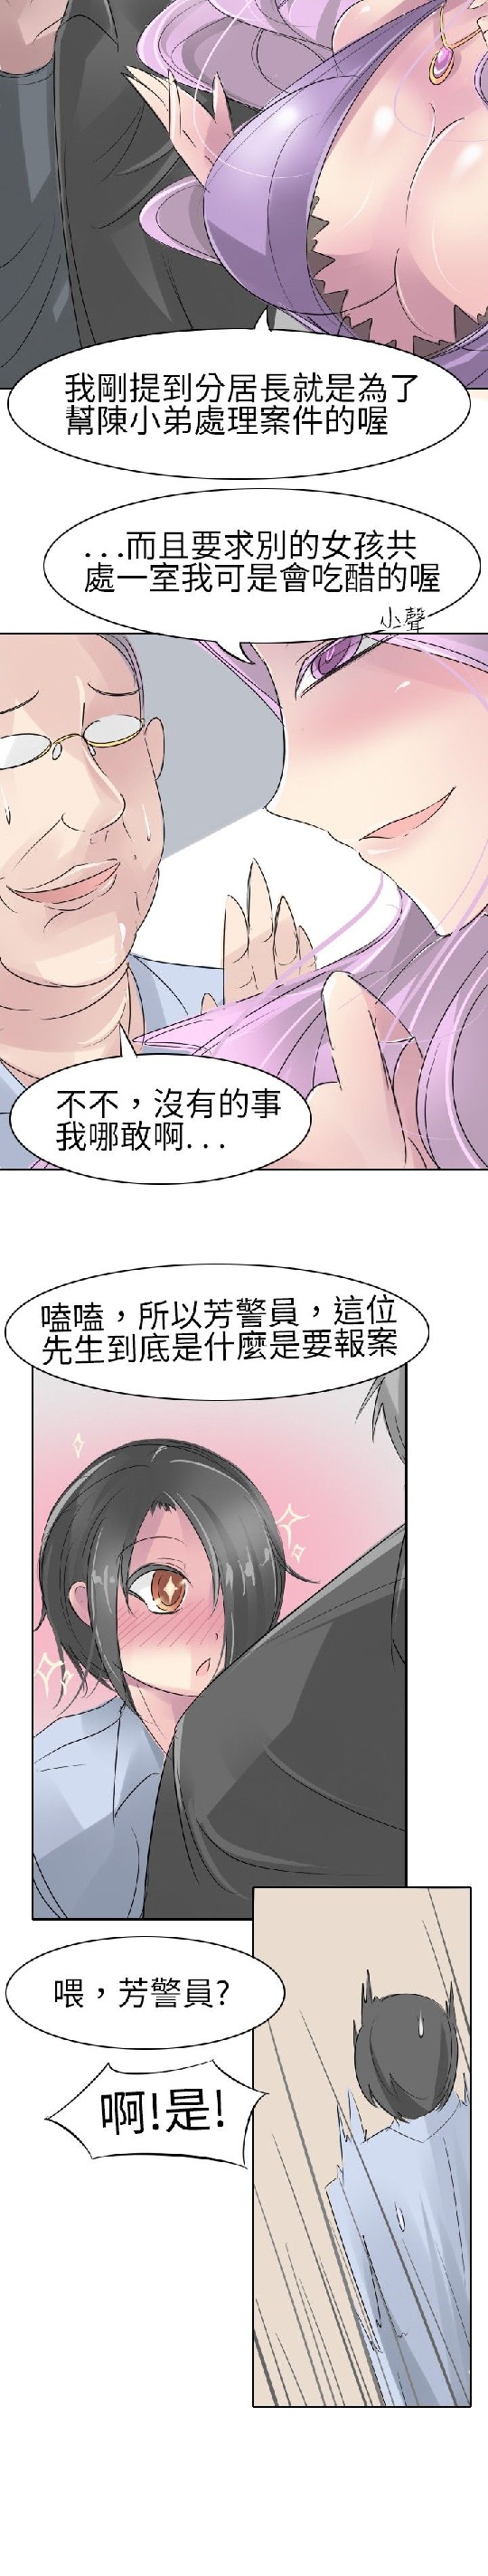 我剛提到分居長就是為了
幫陳小弟處理案件的喔
...而且要求別的女孩共
處一室我可是會吃醋的喔
小聲
不不，沒有的事
我哪敢啊...
嗑嗑，所以芳警員，這位
先生到底是什麼是要報案
喂，芳警員?
啊!是!